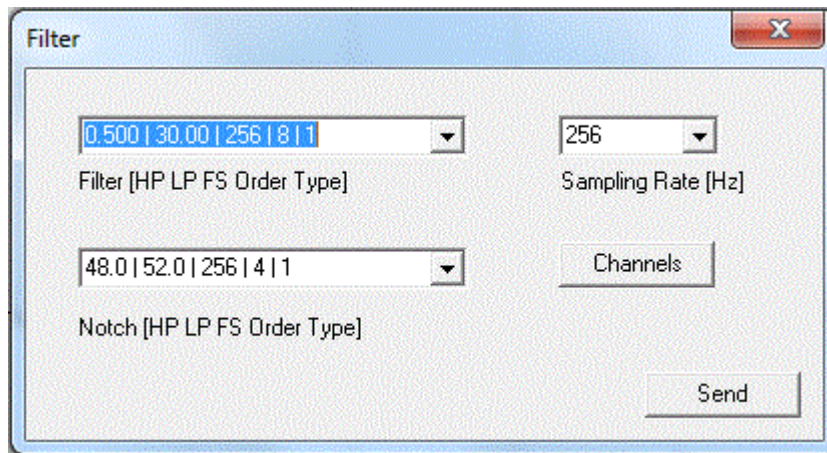 Filter
0.500 | 30.00 | 256 | 8 | 1
256
Filter [HP LP FS Order Type]
Sampling Rate [Hz]
48.0 | 52.0 | 256 | 4 | 1
Channels
Notch [HP LP FS Order Type]
Send